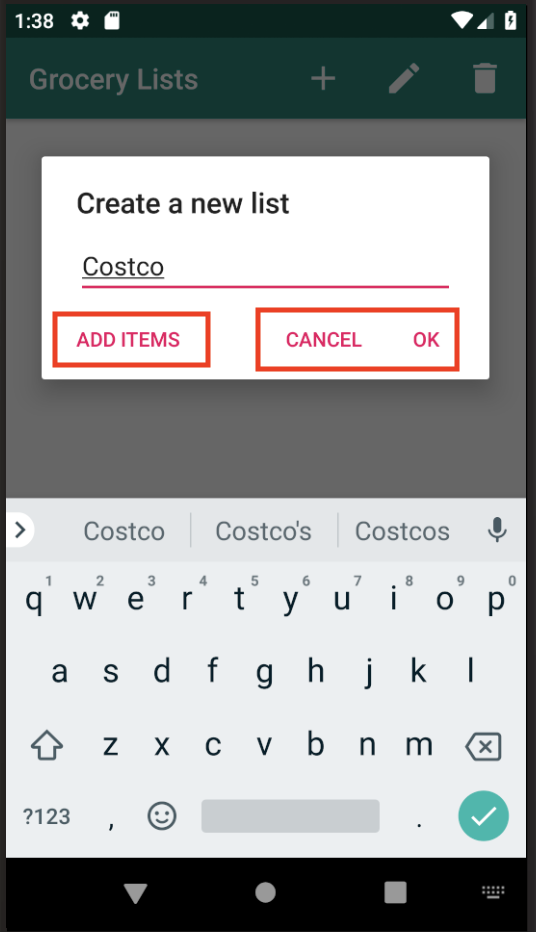 1:38
Grocery Lists
Create a new list
Costco
ADD ITEMS CANCEL OK
Costco Costco's Costcos
1 2 3 4 5 6 7 8 9 0
q w e r t y u i o p
a s d f g h j k l
z x c v b n m
?123 , .